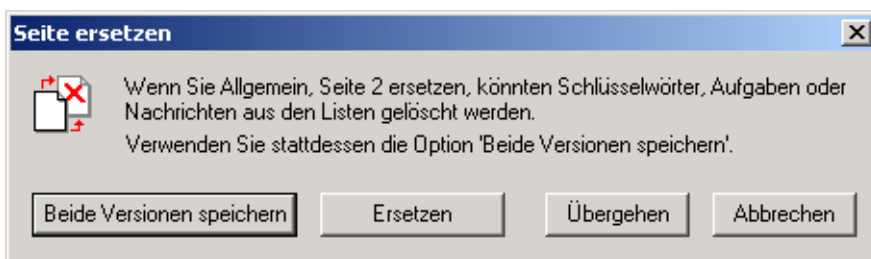 Seite ersetzen
Wenn Sie Allgemein, Seite 2 ersetzen, könnten Schlüsselwörter, Aufgaben oder
Nachrichten aus den Listen gelöscht werden.
Verwenden Sie stattdessen die Option 'Beide Versionen speichern'.
Beide Versionen speichern Ersetzen Übergehen Abbrechen